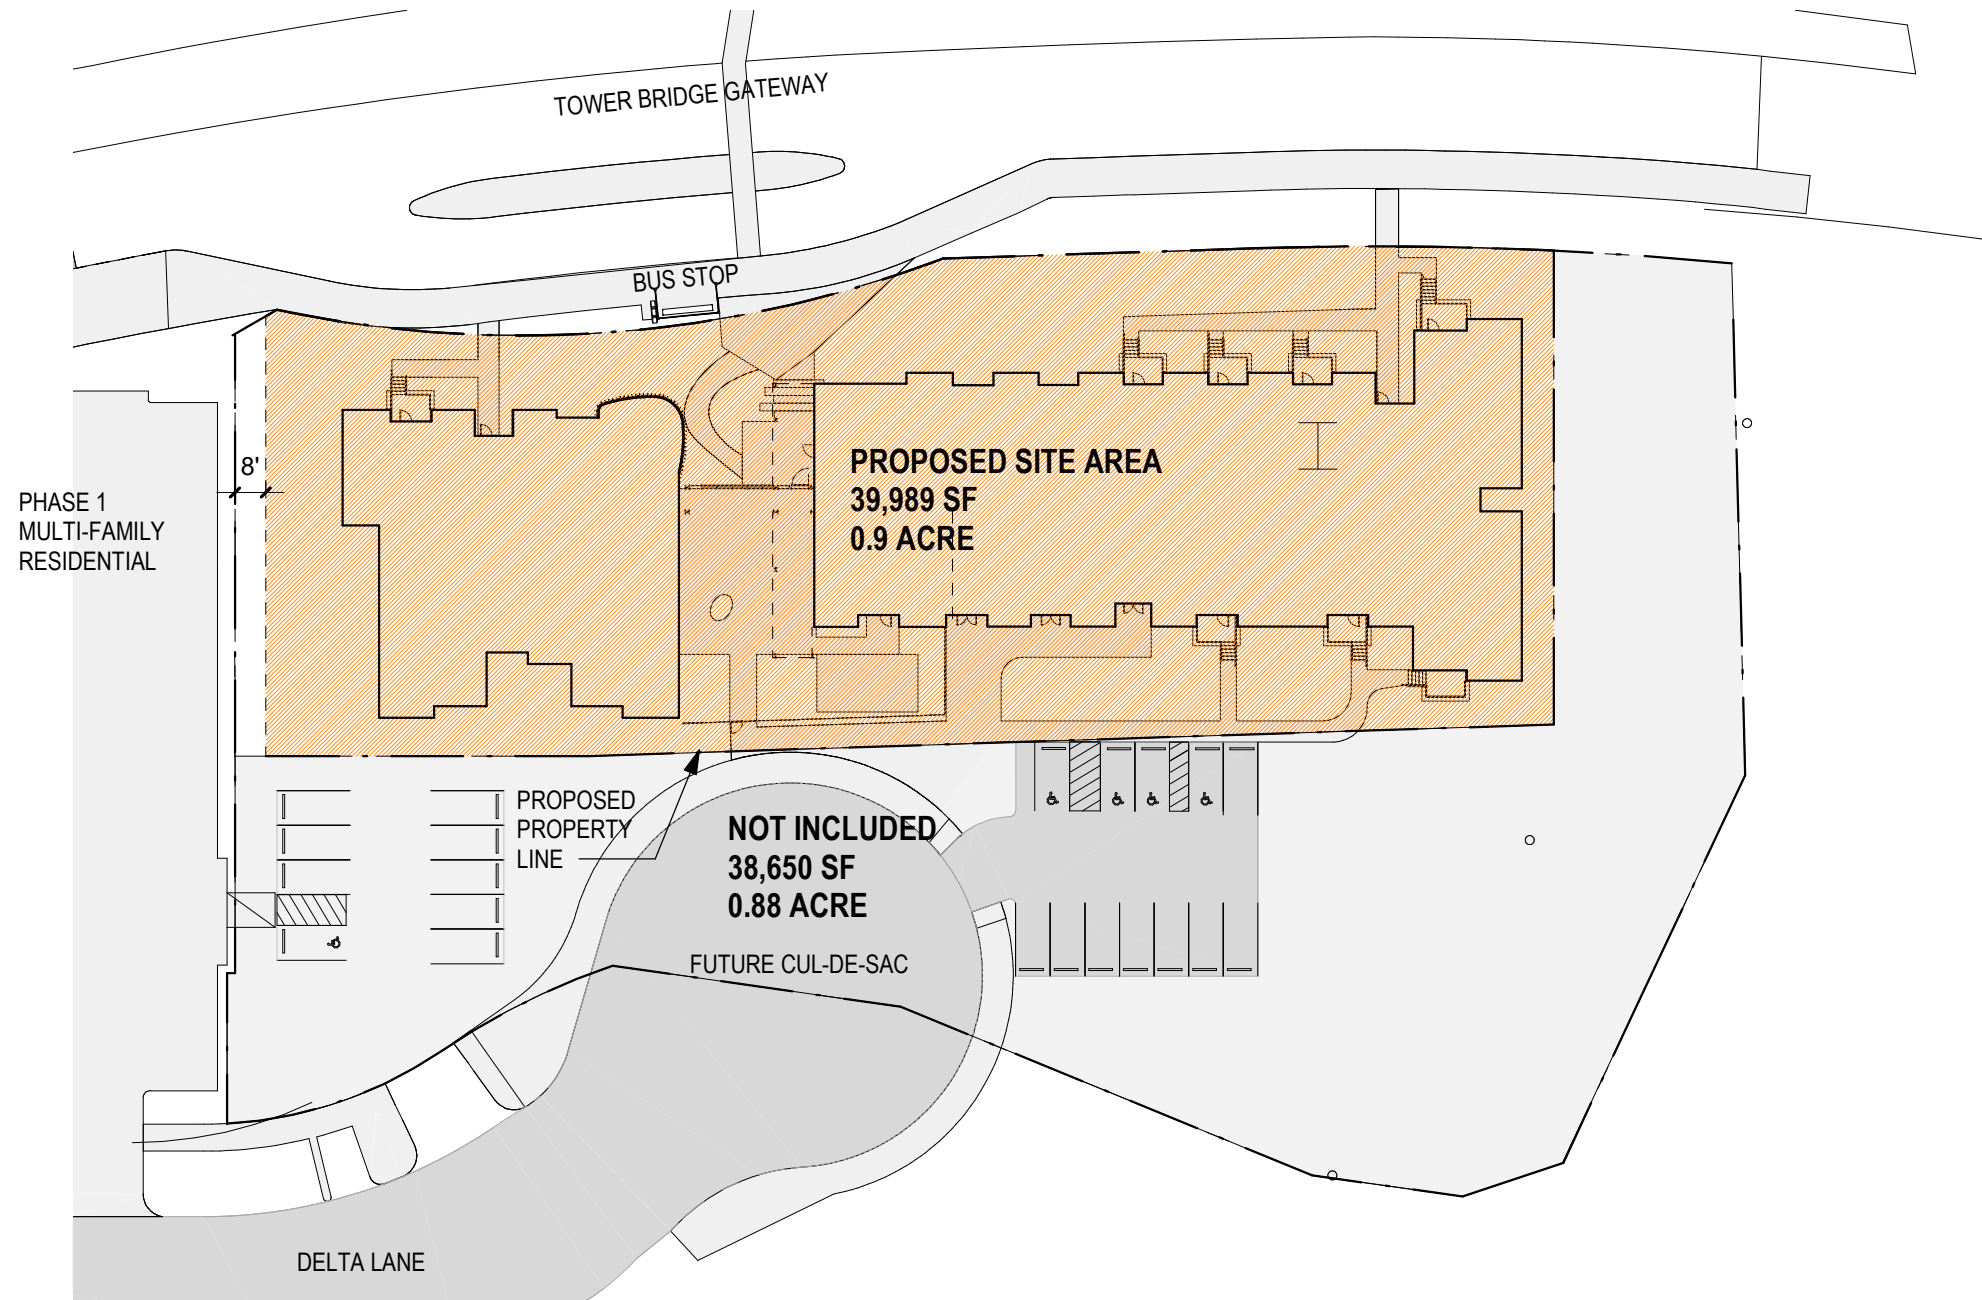 TOWER BRIDGE GATEWAY
BUS STOP
8'
PHASE 1
MULTI-FAMILY
RESIDENTIAL
PROPOSED SITE AREA
39,989 SF
0.9 ACRE
PROPOSED
PROPERTY
LINE
NOT INCLUDED
38,650 SF
0.88 ACRE
FUTURE CUL-DE-SAC
DELTA LANE